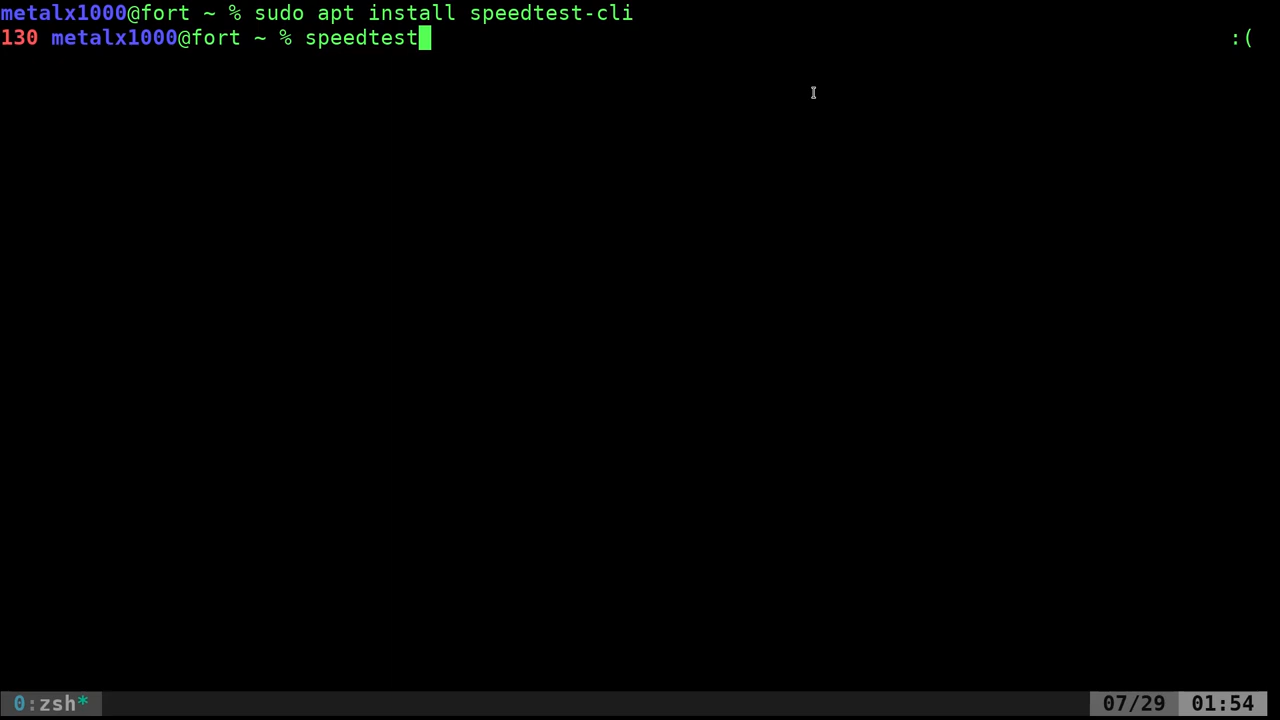 metalx1000@fort ~ % sudo apt install speedtest-cli
130 metalx1000@fort ~ % speedtest :(
0:zsh* 07/29 01:54